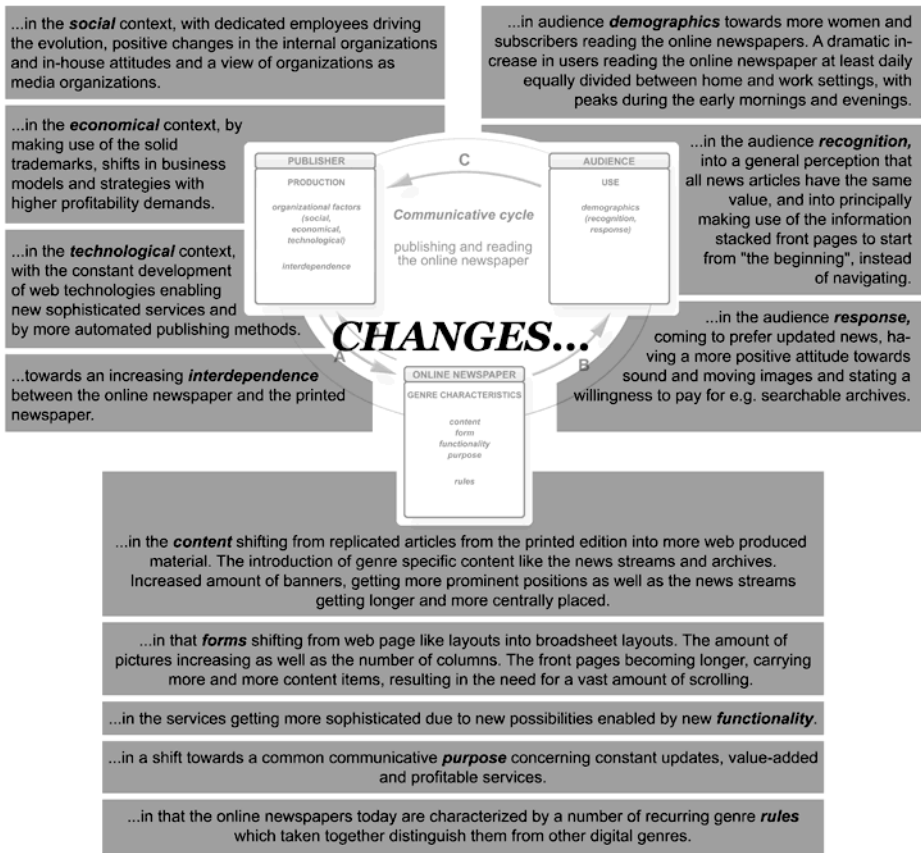 ...in the social context, with dedicated employees driving
the evolution, positive changes in the internal organizations
and in-house attitudes and a view of organizations as
media organizations.
...in the economical context, by
making use of the solid
trademarks, shifts in business
models and strategies with
higher profitability demands.
...in the technological context,
with the constant development
of web technologies enabling
new sophisticated services and
by more automated publishing methods.
...towards an increasing interdependence
between the online newspaper and the printed
newspaper.
...in audience demographics towards more women and
subscribers reading the online newspapers. A dramatic in-
crease in users reading the online newspaper at least daily
equally divided between home and work settings, with
peaks during the early mornings and evenings.
...in the audience recognition,
into a general perception that
all news articles have the same
value, and into principally
making use of the information
stacked front pages to start
from "the beginning", instead
of navigating.
...in the audience response,
coming to prefer updated news, ha-
ving a more positive attitude towards
sound and moving images and stating a
willingness to pay for e.g. searchable archives.
PUBLISHER
PRODUCTION
organizational factors
(social,
economical,
technological)
interdependence
C
Communicative cycle
publishing and reading
the online newspaper
AUDIENCE
USE
demographics
(recognition,
response)
CHANGES...
A
B
ONLINE NEWSPAPER
GENRE CHARACTERISTICS
content
form
functionality
purpose
rules
...in the content shifting from replicated articles from the printed edition into more web produced
material. The introduction of genre specific content like the news streams and archives.
Increased amount of banners, getting more prominent positions as well as the news streams
getting longer and more centrally placed.
...in that forms shifting from web page like layouts into broadsheet layouts. The amount of
pictures increasing as well as the number of columns. The front pages becoming longer, carrying
more and more content items, resulting in the need for a vast amount of scrolling.
...in the services getting more sophisticated due to new possibilities enabled by new functionality.
...in a shift towards a common communicative purpose concerning constant updates, value-added
and profitable services.
...in that the online newspapers today are characterized by a number of recurring genre rules
which taken together distinguish them from other digital genres.